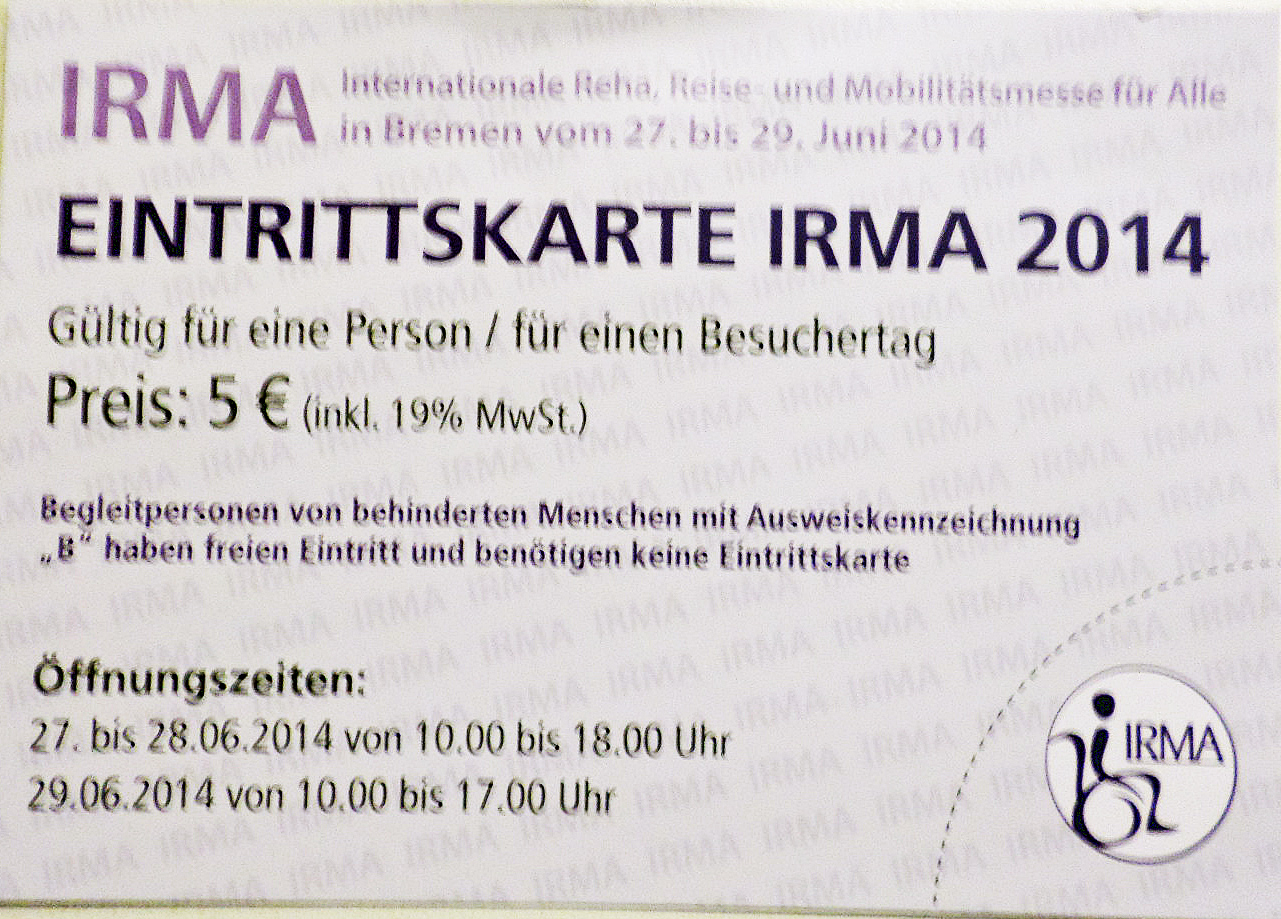 IRMA Internationale Reha, Reise- und Mobilitätsmesse für Alle
in Bremen vom 27. bis 29. Juni 2014
EINTRITTSKARTE IRMA 2014
Gültig für eine Person / für einen Besuchertag
Preis: 5 € (inkl. 19% MwSt.)
Begleitpersonen von behinderten Menschen mit Ausweiskennzeichnung
„B“ haben freien Eintritt und benötigen keine Eintrittskarte
Öffnungszeiten:
27. bis 28.06.2014 von 10.00 bis 18.00 Uhr
29.06.2014 von 10.00 bis 17.00 Uhr
IRMA